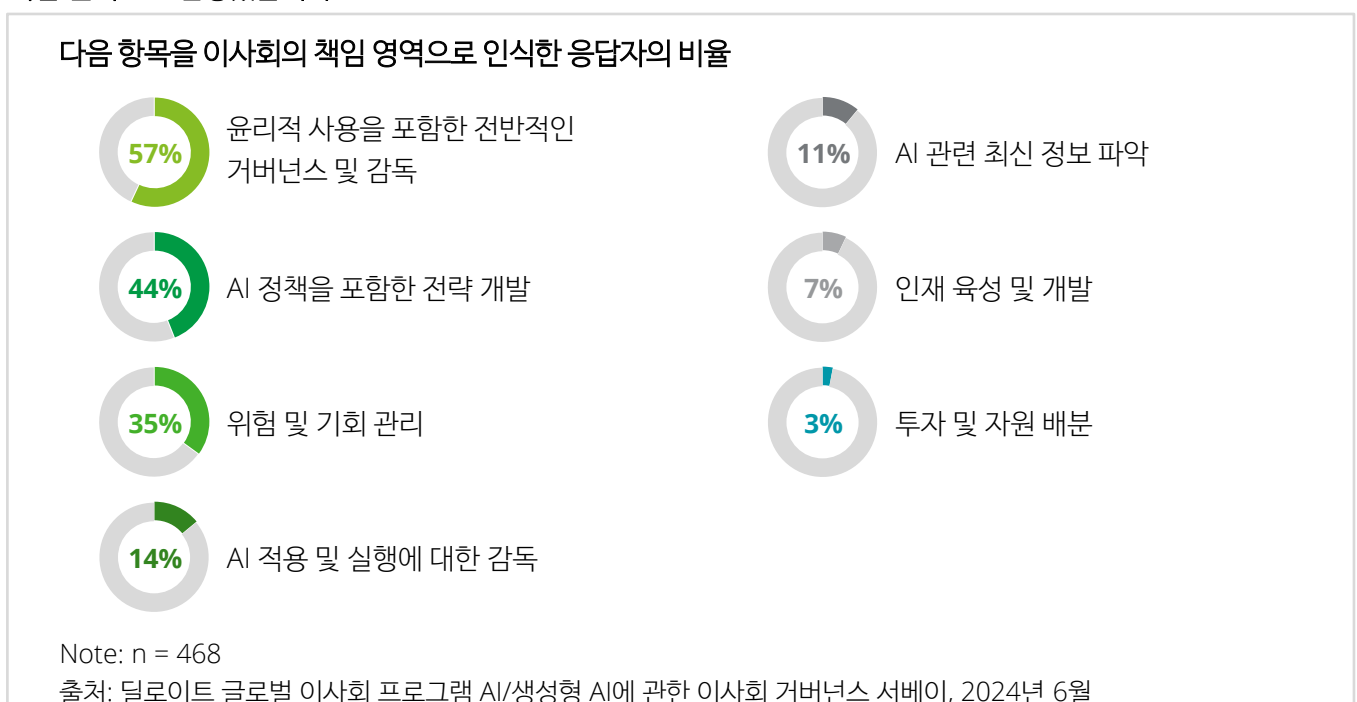 다음 항목을 이사회의 책임 영역으로 인식한 응답자의 비율
57%
윤리적 사용을 포함한 전반적인
거버넌스 및 감독
44%
AI 정책을 포함한 전략 개발
35%
위험 및 기회 관리
14%
AI 적용 및 실행에 대한 감독
11%
AI 관련 최신 정보 파악
7%
인재 육성 및 개발
3%
투자 및 자원 배분
Note: n = 468
출처: 딜로이트 글로벌 이사회 프로그램 AI/생성형 AI에 관한 이사회 거버넌스 서베이, 2024년 6월